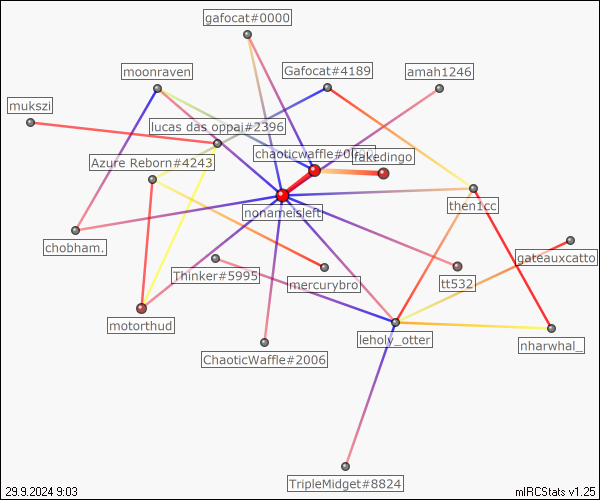 gafocat#0000
moonraven
Gafocat#4189
amah1246
mukszi
lucas das oppai#2396
chaoticwaffle#0
fakedingo
Azure Reborn#4243
nonameisleft
then1cc
chobham.
gateauxcatto
Thinker#5995
mercurybro
tt532
motorthud
leholy_otter
nharwhal_
ChaoticWaffle#2006
TripleMidget#8824
29.9.2024 9:03
mIRCStats v1.25